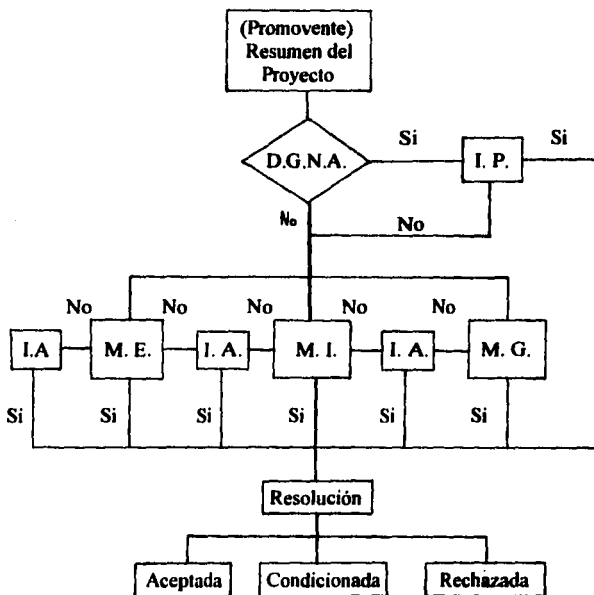 (Promovente)
Resumen del
Proyecto
D.G.N.A.
Si
I. P.
Si
No
No
No
No
No
No
No
I.A
M. E.
I. A.
M. I.
I. A.
M. G.
Si
Si
Si
Si
Si
Si
Resolución
Aceptada
Condicionada
Rechazada